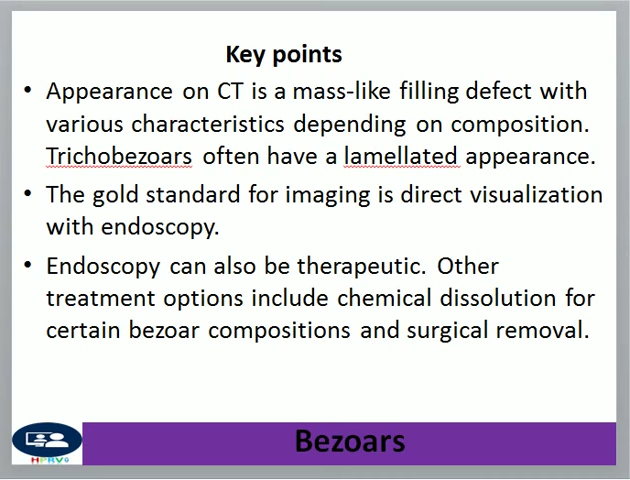 Key points
• Appearance on CT is a mass-like filling defect with
various characteristics depending on composition.
Trichobezoars often have a lamellated appearance.
• The gold standard for imaging is direct visualization
with endoscopy.
• Endoscopy can also be therapeutic. Other
treatment options include chemical dissolution for
certain bezoar compositions and surgical removal.
Bezoars